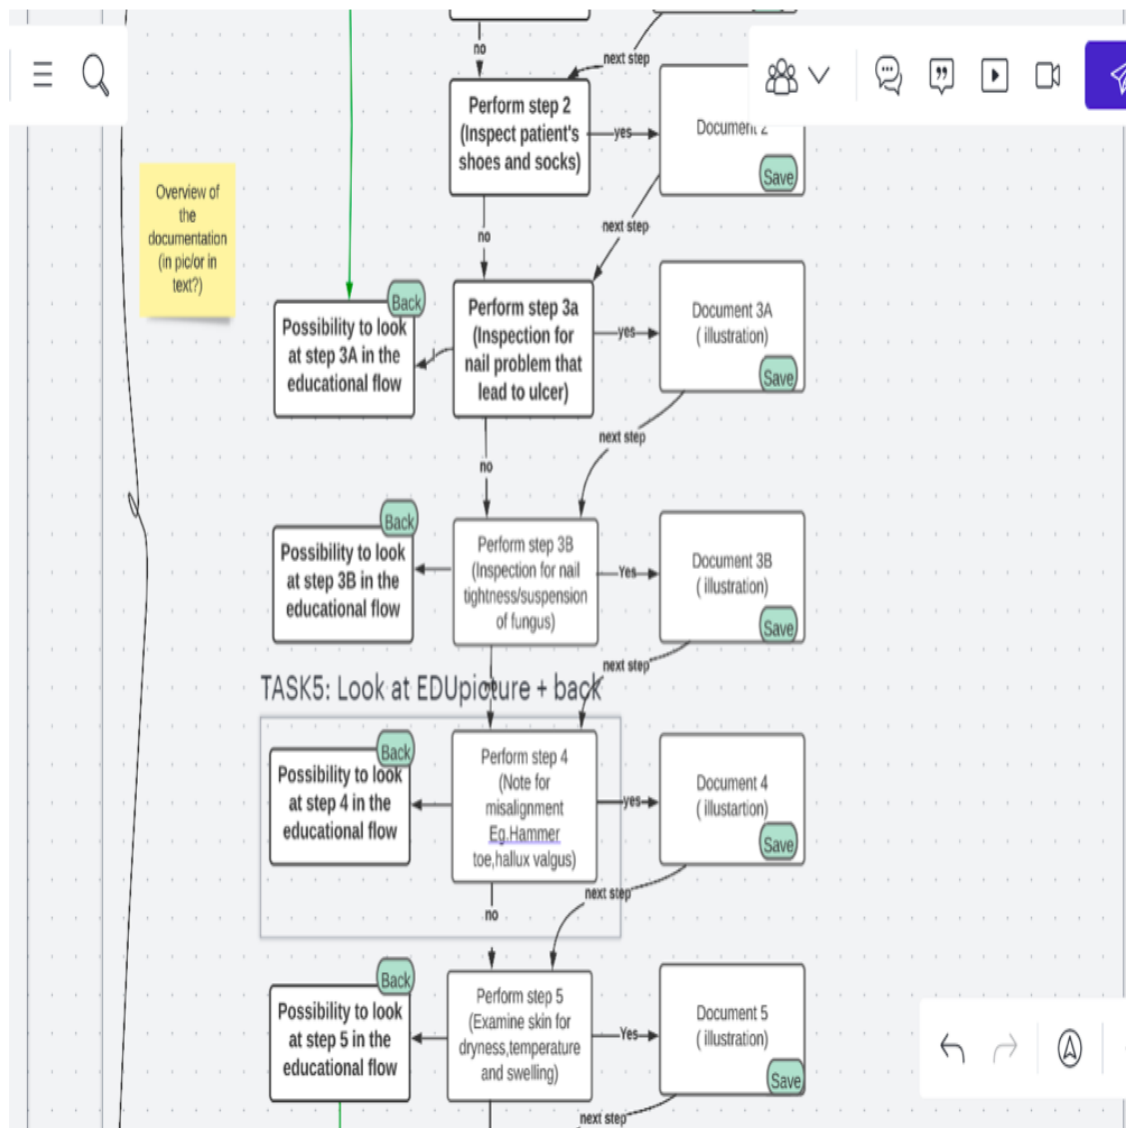 no
next step
Perform step 2
(Inspect patient's
shoes and socks)
yes
Document 2
Save
Overview of
the
documentation
(in pic/or in
text?)
no
next step
Back
Possibility to look
at step 3A in the
educational flow
Perform step 3a
(Inspection for
nail problem that
lead to ulcer)
yes
Document 3A
( illustration)
Save
no
next step
Back
Possibility to look
at step 3B in the
educational flow
Perform step 3B
(Inspection for nail
tightness/suspension
of fungus)
Yes
Document 3B
( illustration)
Save
no
next step
TASK5: Look at EDUpicture + back
Back
Possibility to look
at step 4 in the
educational flow
Perform step 4
(Note for
misalignment
Eg.Hammer
toe,hallux valgus)
yes
Document 4
( illustartion)
Save
no
next step
Back
Possibility to look
at step 5 in the
educational flow
Perform step 5
(Examine skin for
dryness,temperature
and swelling)
Yes
Document 5
( illustration)
Save
next step